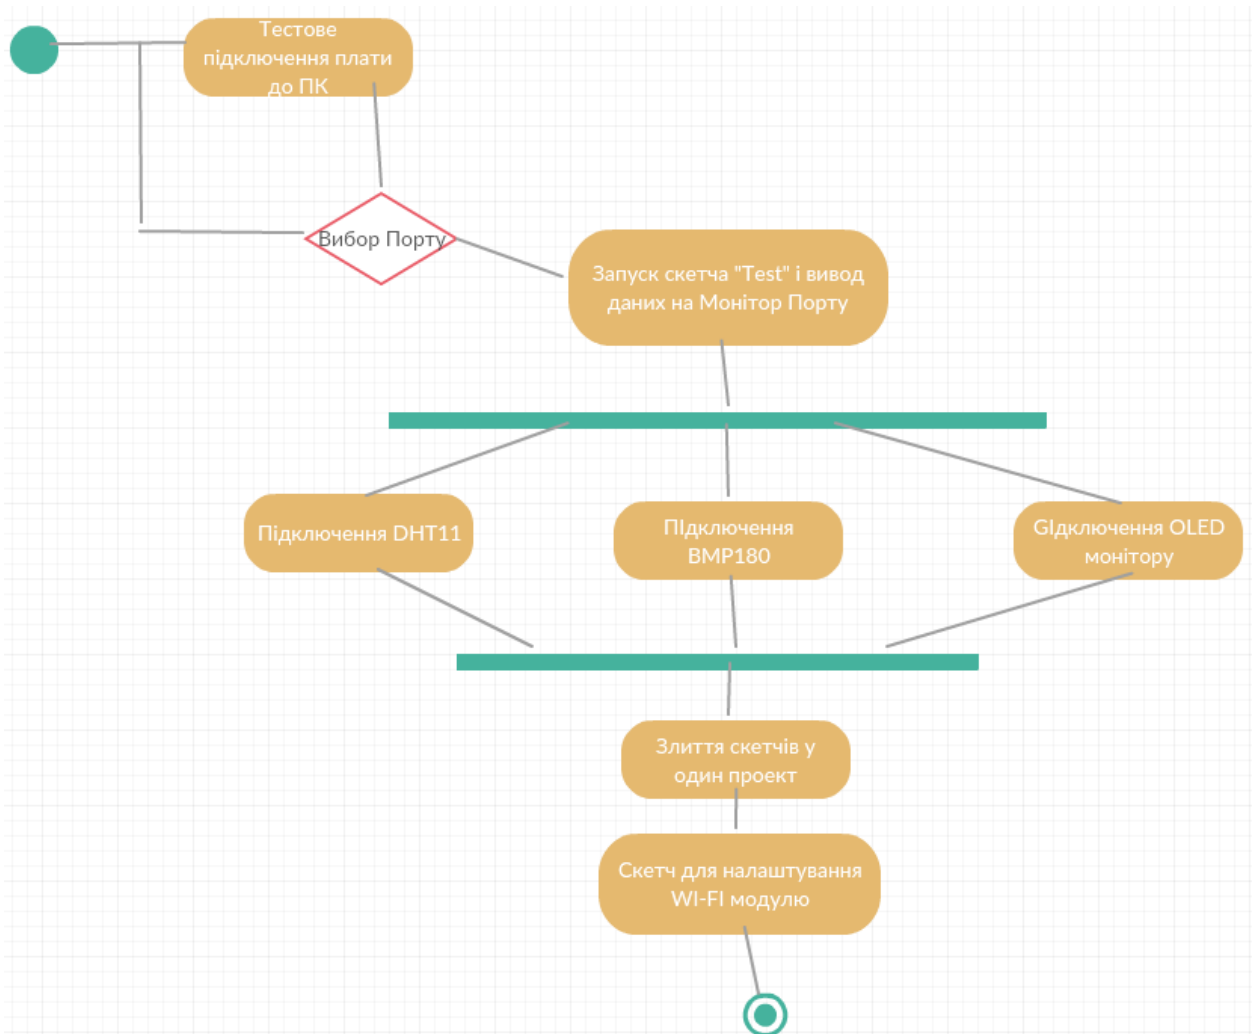 Тестове
підключення плати
до ПК
Вибор Порту
Запуск скетча "Test" і вивод
даних на Монітор Порту
Підключення DHT11
ПІдключення
BMP180
GІдключення OLED
монітору
Злиття скетчів у
один проект
Скетч для налаштування
WI-FI модулю